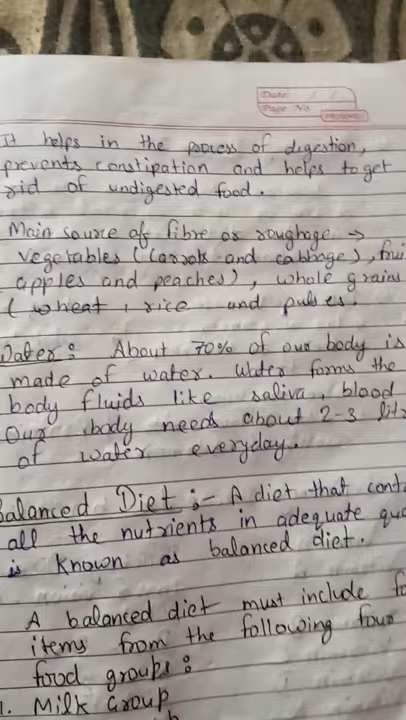 Date: / /
Page No.
It helps in the process of digestion,
prevents constipation and helps to get
rid of undigested food.
Main source of fibre or roughage →
Vegetables (Carrots and cabbage), frui
apples and peaches), whole grains
(wheat, rice and pulses.
Water: About 70% of our body is
made of water. Water forms the
body fluids like saliva, blood
Our body needs about 2-3 lit
of water everyday.
Balanced Diet :- A diet that cont
all the nutrients in adequate qua
is known as balanced diet.
A balanced diet must include fo
items from the following four
food groups:
1. Milk Group